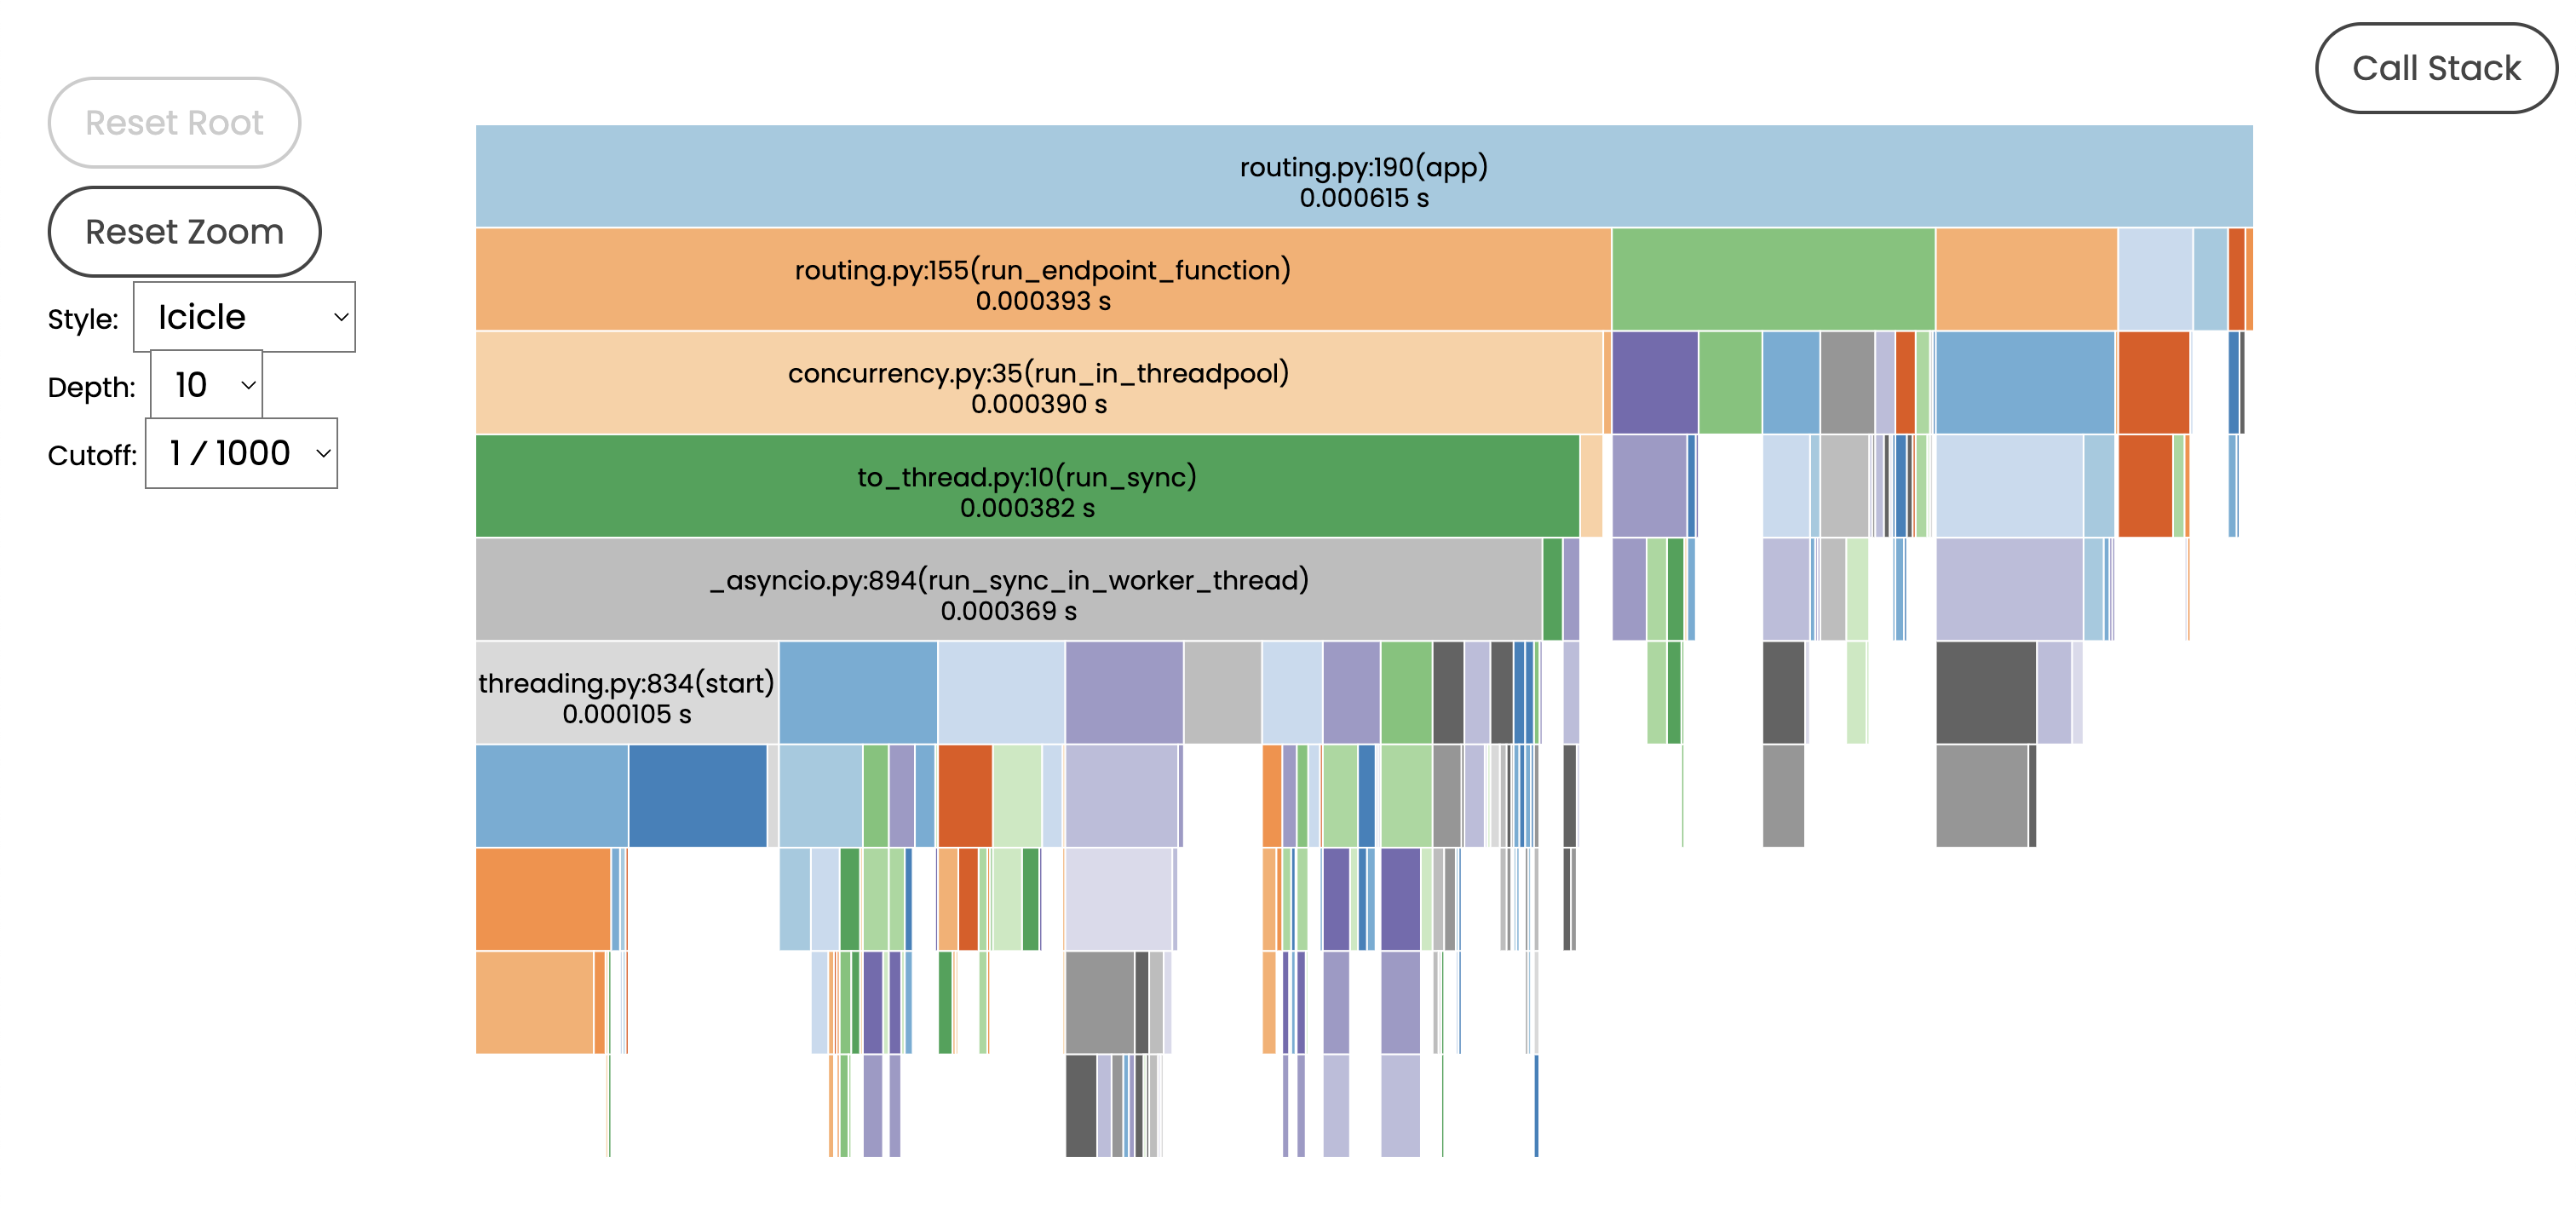 Call Stack
Reset Root
Reset Zoom
Style: Icicle
Depth: 10
Cutoff: 1 / 1000
routing.py:190(app)
0.000615 s
routing.py:155(run_endpoint_function)
0.000393 s
concurrency.py:35(run_in_threadpool)
0.000390 s
to_thread.py:10(run_sync)
0.000382 s
_asyncio.py:894(run_sync_in_worker_thread)
0.000369 s
threading.py:834(start)
0.000105 s